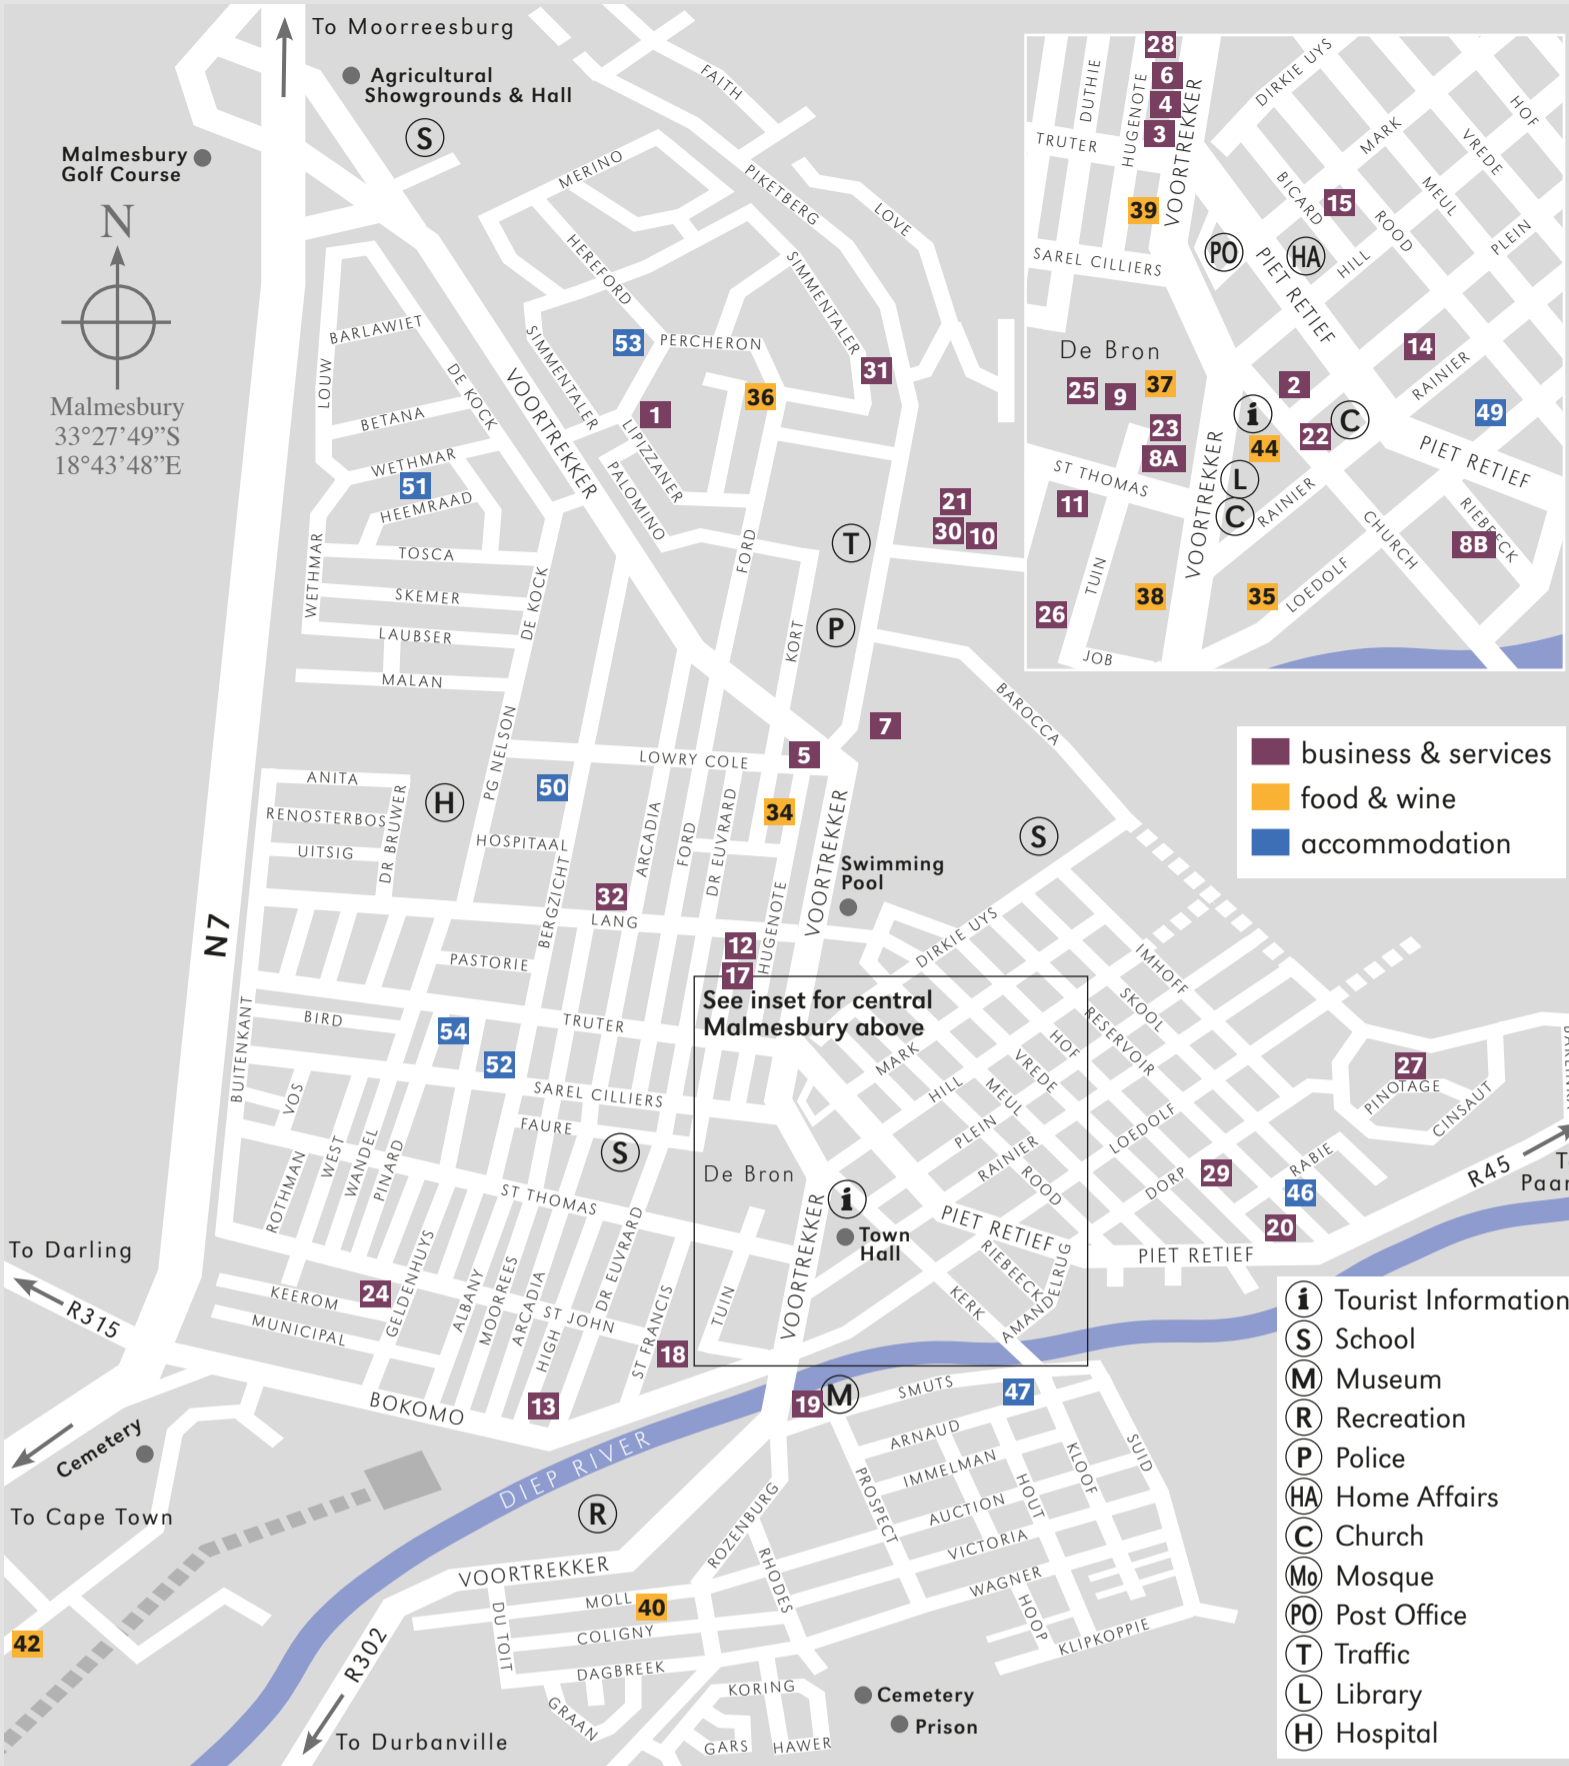 To Moorreesburg
Agricultural
Showgrounds & Hall
S
Malmesbury
Golf Course
N
Malmesbury
33°27'49"S
18°43'48"E
FAITH
MERINO
PIKETBERG
LOVE
HEREFORD
SIMMENTALER
SIMMENTALER
53
PERCHERON
31
36
1
LIPIZZANER
PALOMINO
VOORTREKKER
BARLAWIET
LOUW
DE KOCK
BETANA
WETHMAR
51
HEEMRAAD
TOSCA
WETHMAR
SKEMER
LAUBSER
MALAN
DE KOCK
FORD
T
21
30
10
KORT
P
BAROCCA
7
5
LOWRY COLE
PG NELSON
50
34
ANITA
RENOSTERBOS
UITSIG
DR BRUWER
H
HOSPITAAL
ARCADIA
FORD
DR EUVRARD
BERGZICHT
VOORTREKKER
HUGENOTE
Swimming
Pool
S
32
LANG
12
17
N7
PASTORIE
DIRKIE UYS
IMHOFF
SKOOL
RESERVOIR
See inset for central
Malmesbury above
BIRD
54
TRUTER
52
BUITENKANT
MARK
HOF
VREDE
HILL
MEUL
PLEIN
RAINIER
ROOD
27
PINOTAGE
CINSAUT
VOS
SAREL CILLIERS
FAURE
S
LOEDOLF
DORP
29
RABIE
46
20
R45
Paar
WEST
WANDEL
PINARD
ROTHMAN
De Bron
ST THOMAS
i
Town
Hall
PIET RETIEF
PIET RETIEF
RIEBEECK
AMANDELRUG
KERK
To Darling
R315
KEEROM
24
MUNICIPAL
GELDENHUYS
ALBANY
MOORREES
ARCADIA
HIGH
ST JOHN
DR EUVRARD
ST FRANCIS
TUIN
VOORTREKKER
18
13
BOKOMO
19
M
SMUTS
47
ARNAUD
IMMELMAN
AUCTION
VICTORIA
WAGNER
PROSPECT
HOUT
KLOOF
SUID
HOOP
KLIPKOPPIE
Cemetery
To Cape Town
DIEP RIVER
R
ROZENBURG
RHODES
VOORTREKKER
MOLL
40
COLIGNY
DAGBREEK
DU TOIT
GRAAN
KORING
GARS
HAWER
42
R302
To Durbanville
Cemetery
Prison
28
6
4
3
DUTHIE
HUGENOTE
VOORTREKKER
TRUTER
39
SAREL CILLIERS
DIRKIE UYS
MARK
HOF
VREDE
BICARD
15
MEUL
ROOD
PLEIN
PO
HA
HILL
PIET RETIEF
De Bron
25
9
37
2
14
RAINIER
49
23
8A
i
C
44
22
PIET RETIEF
ST THOMAS
11
VOORTREKKER
L
C
RAINIER
CHURCH
RIEBEECK
8B
TUIN
38
35
LOEDOLF
26
JOB
business & services
food & wine
accommodation
i Tourist Information
S School
M Museum
R Recreation
P Police
HA Home Affairs
C Church
Mo Mosque
PO Post Office
T Traffic
L Library
H Hospital